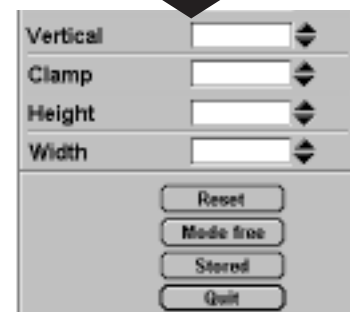 Vertical
Clamp
Height
Width
Reset
Mode free
Stored
Quit